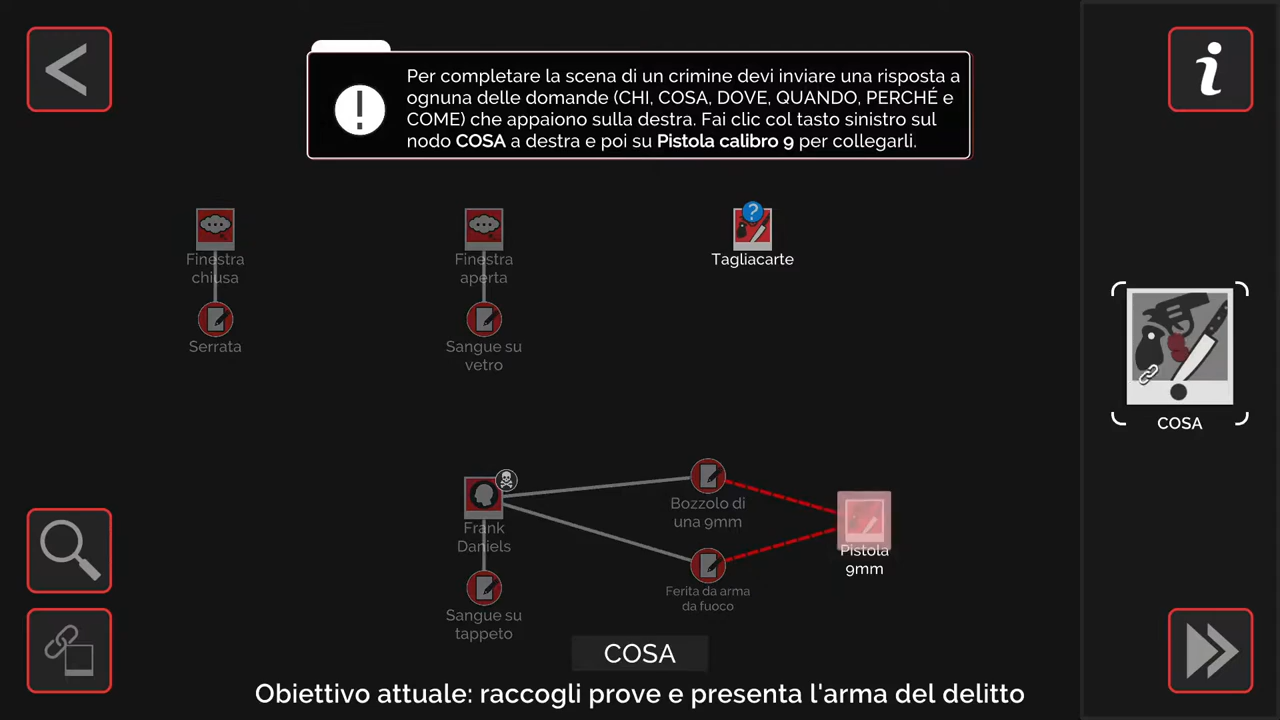 Per completare la scena di un crimine devi inviare una risposta a
ognuna delle domande (CHI, COSA, DOVE, QUANDO, PERCHÉ e
COME) che appaiono sulla destra. Fai clic col tasto sinistro sul
nodo COSA a destra e poi su Pistola calibro 9 per collegarli.
Finestra
chiusa
Finestra
aperta
Tagliacarte
Serrata
Sangue su
vetro
COSA
Frank
Daniels
Bozzolo di
una 9mm
Pistola
9mm
Ferita da arma
da fuoco
Sangue su
tappeto
COSA
Obiettivo attuale: raccogli prove e presenta l'arma del delitto